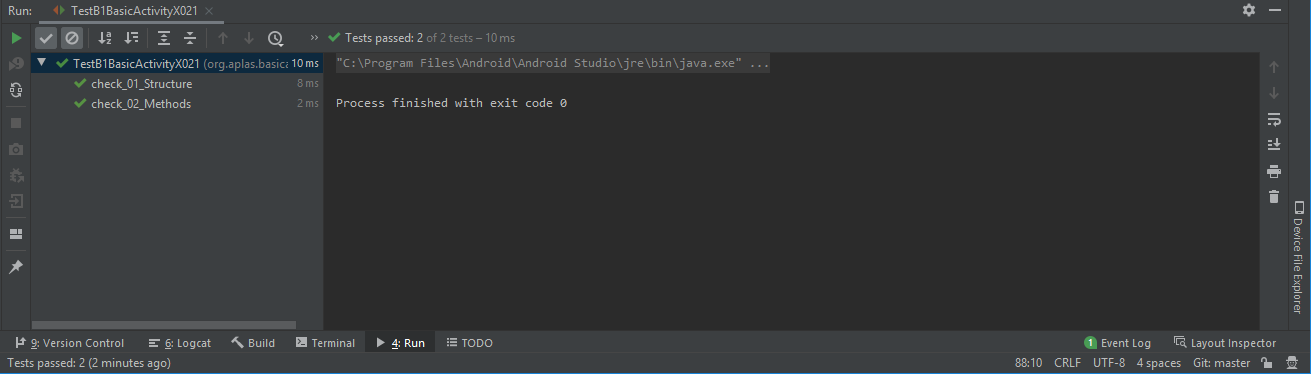 Run: TestB1BasicActivityX021
Tests passed: 2 of 2 tests – 10 ms
TestB1BasicActivityX021 (org.aplas.basica 10 ms
check_01_Structure 8 ms
check_02_Methods 2 ms
"C:\Program Files\Android\Android Studio\jre\bin\java.exe" ...
Process finished with exit code 0
Device File Explorer
9: Version Control 6: Logcat Build Terminal 4: Run TODO 1 Event Log Layout Inspector
Tests passed: 2 (2 minutes ago) 88:10 CRLF UTF-8 4 spaces Git: master